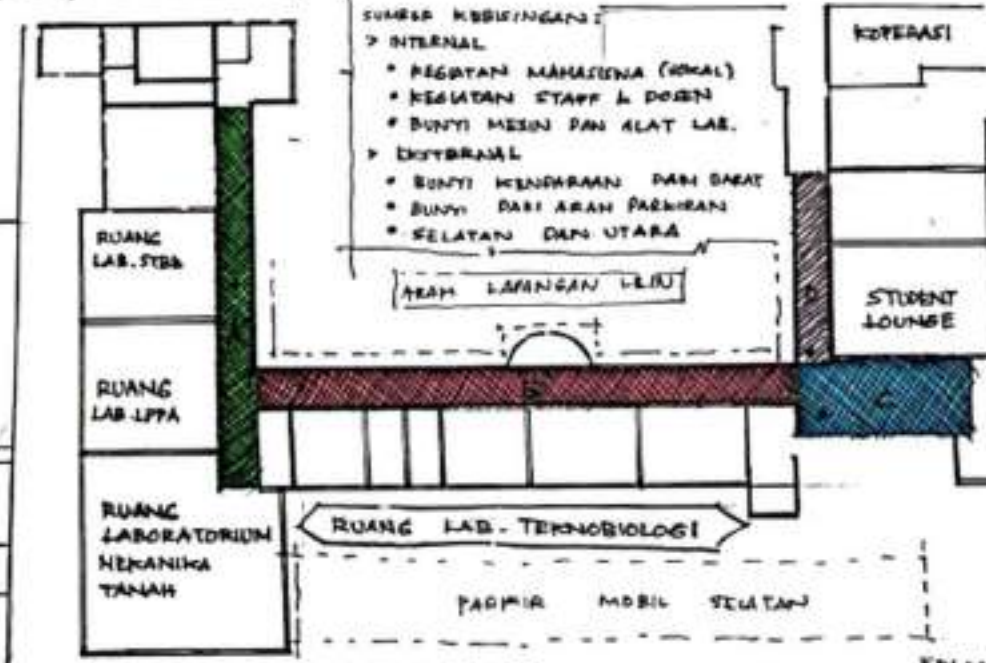 SUMBER KEBISINGAN:
> INTERNAL
• KEGIATAN MAHASISWA (VOKAL)
• KEGIATAN STAFF & DOSEN
• BUNYI MESIN DAN ALAT LAB.
> EKSTERNAL
• BUNYI KENDARAAN DARI BARAT
• BUNYI DARI ARAH PARKIRAN
• SELATAN DAN UTARA
ARAH LAPANGAN
KOPERASI
RUANG
LAB. STBB
STUDENT
LOUNGE
RUANG
LAB. LPPA
C
RUANG
LABORATORIUM
MEKANIKA
TANAH
RUANG LAB. TEKNOBIOLOGI
PARKIR MOBIL SELATAN